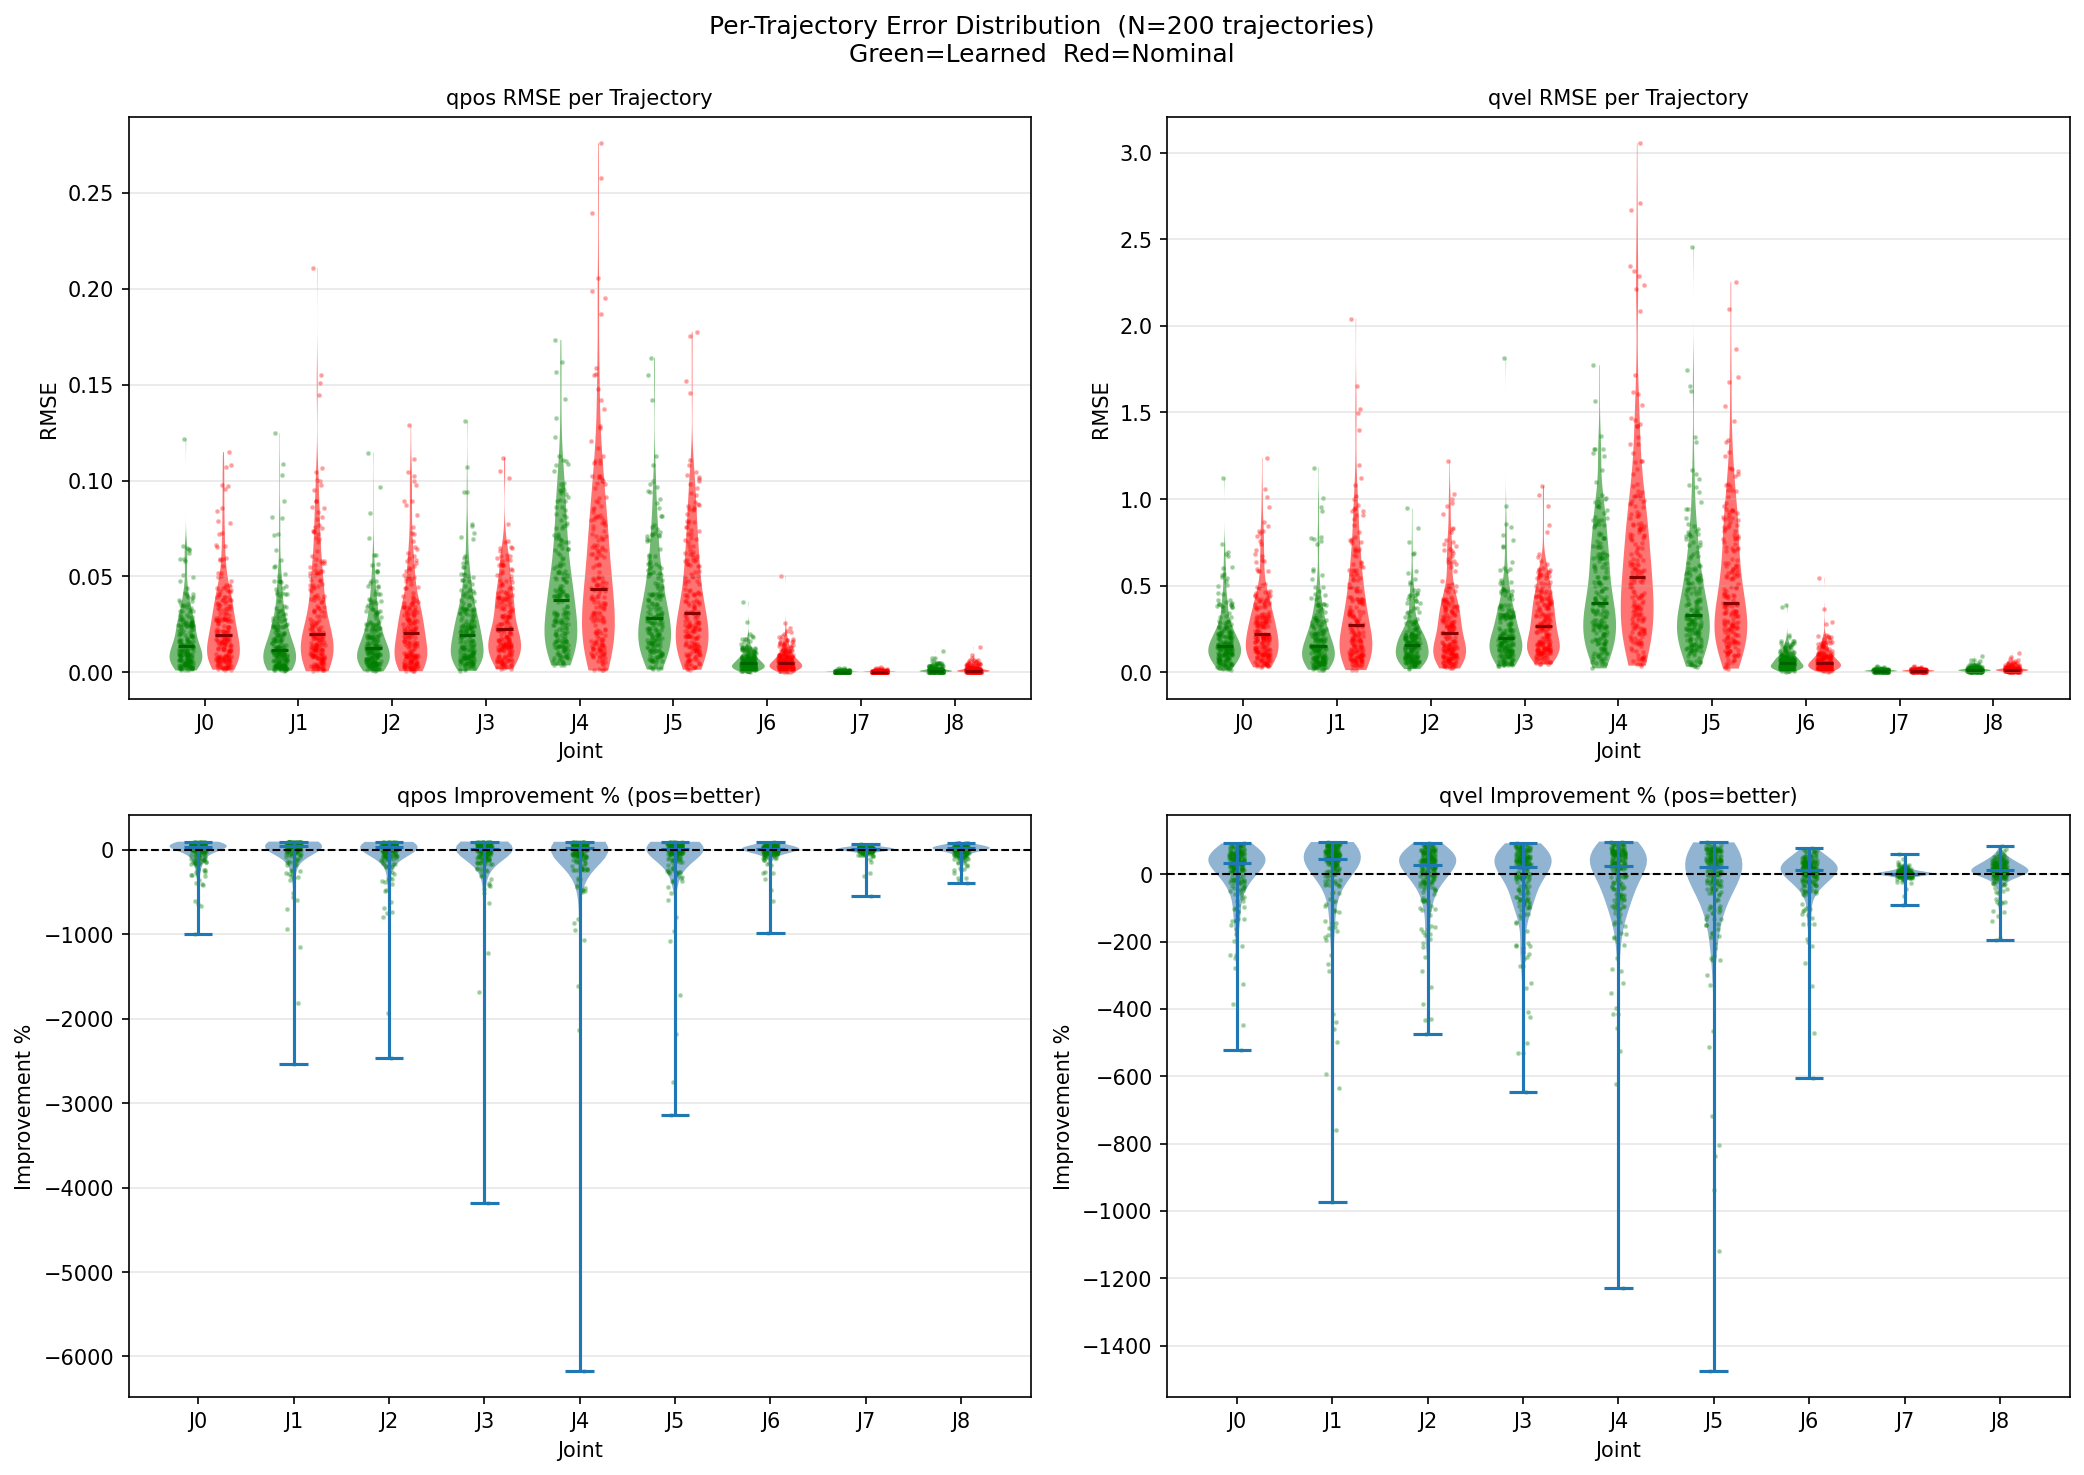 Per-Trajectory Error Distribution  (N=200 trajectories)
Green=Learned  Red=Nominal
qpos RMSE per Trajectory
RMSE
0.25
0.20
0.15
0.10
0.05
0.00
J0 J1 J2 J3 J4 J5 J6 J7 J8
Joint
qvel RMSE per Trajectory
RMSE
3.0
2.5
2.0
1.5
1.0
0.5
0.0
J0 J1 J2 J3 J4 J5 J6 J7 J8
Joint
qpos Improvement % (pos=better)
Improvement %
0
−1000
−2000
−3000
−4000
−5000
−6000
J0 J1 J2 J3 J4 J5 J6 J7 J8
Joint
qvel Improvement % (pos=better)
Improvement %
0
−200
−400
−600
−800
−1000
−1200
−1400
J0 J1 J2 J3 J4 J5 J6 J7 J8
Joint